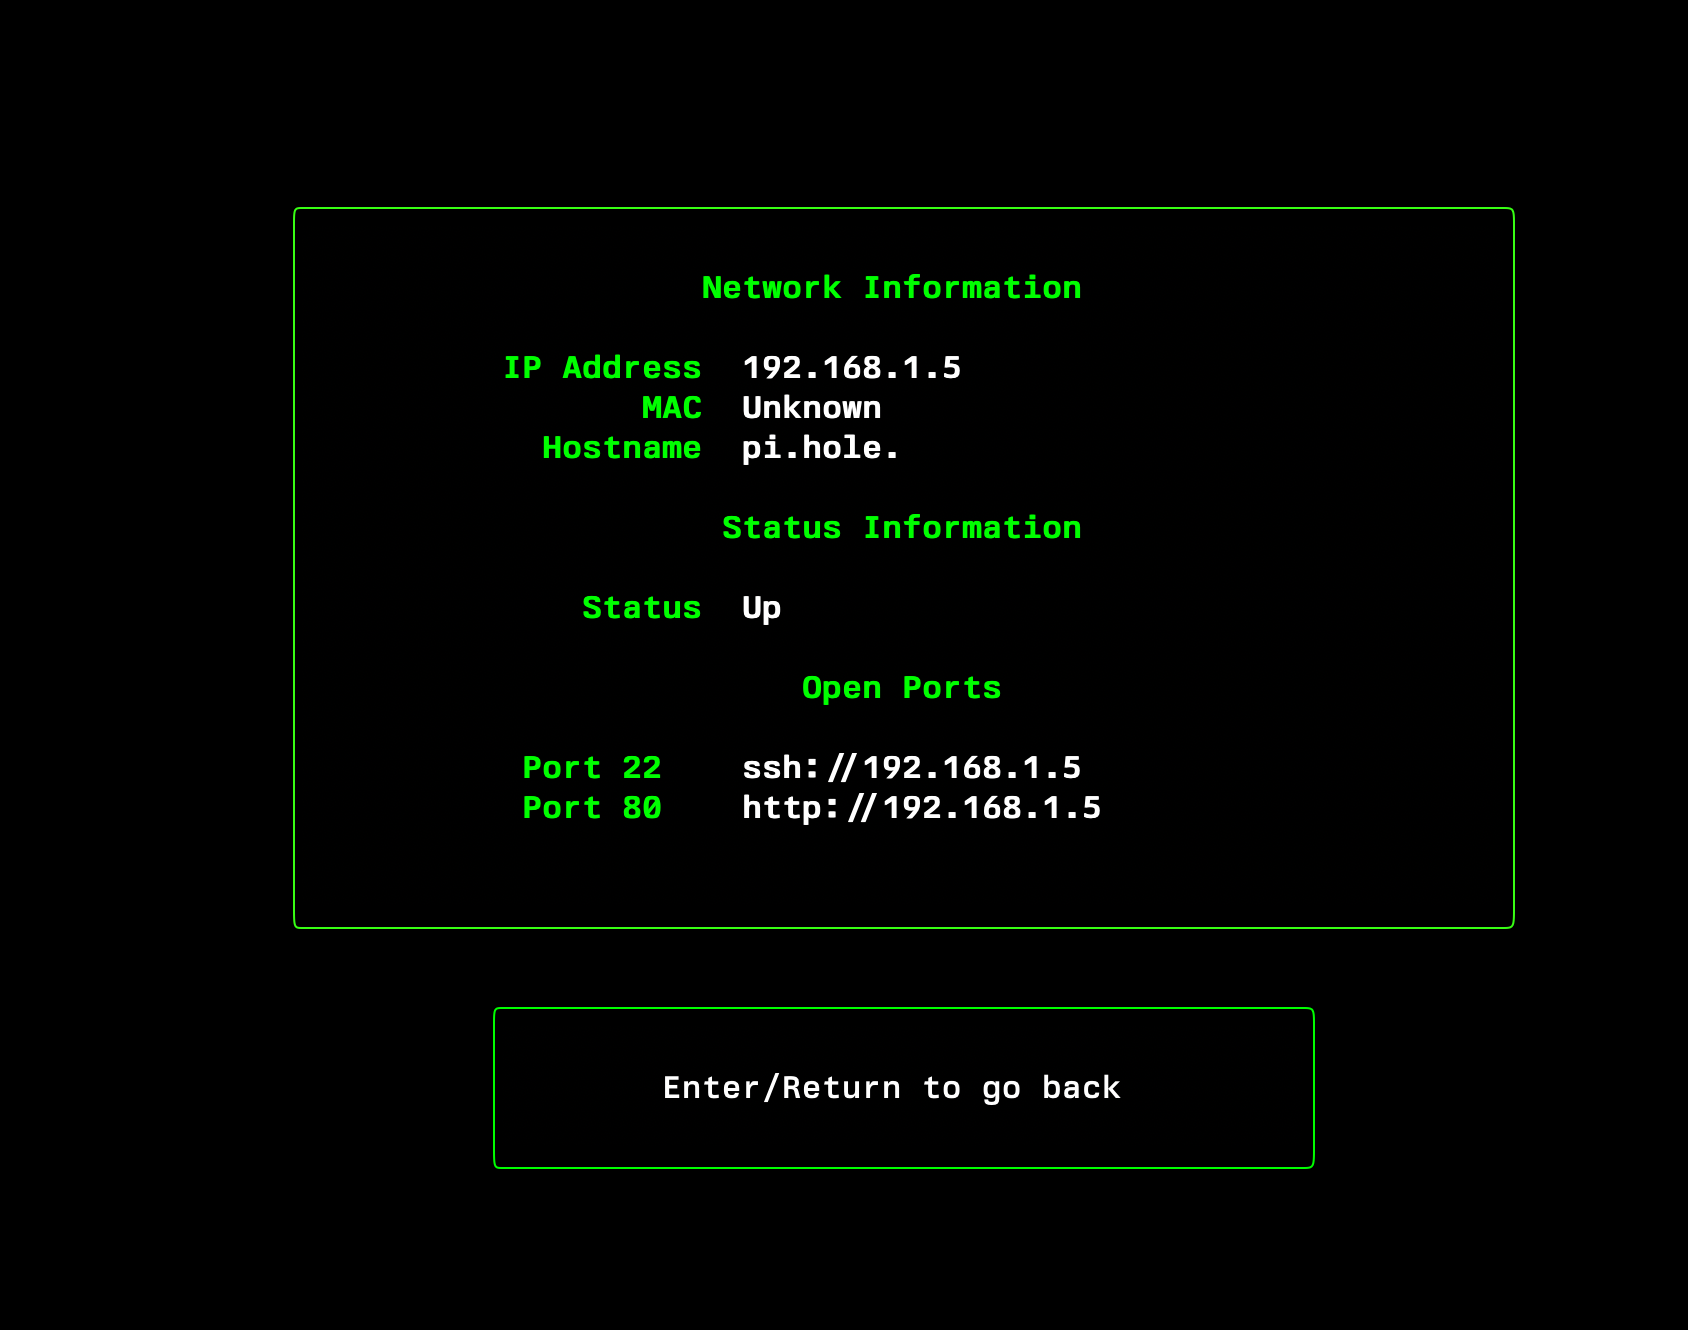 Network Information
IP Address 192.168.1.5
MAC Unknown
Hostname pi.hole.
Status Information
Status Up
Open Ports
Port 22 ssh://192.168.1.5
Port 80 http://192.168.1.5
Enter/Return to go back